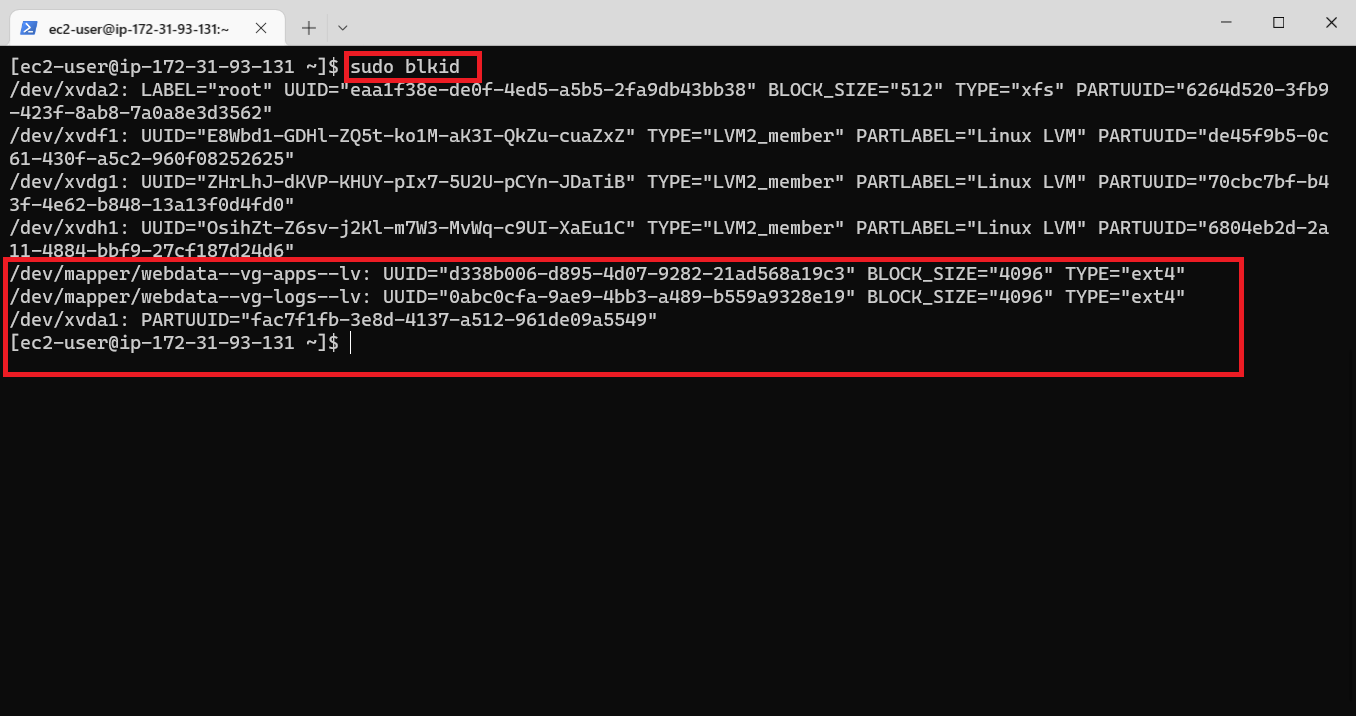 ec2-user@ip-172-31-93-131:~
[ec2-user@ip-172-31-93-131 ~]$ sudo blkid
/dev/xvda2: LABEL="root" UUID="eaa1f38e-de0f-4ed5-a5b5-2fa9db43bb38" BLOCK_SIZE="512" TYPE="xfs" PARTUUID="6264d520-3fb9
-423f-8ab8-7a0a8e3d3562"
/dev/xvdf1: UUID="E8Wbd1-GDHl-ZQ5t-ko1M-aK3I-QkZu-cuaZxZ" TYPE="LVM2_member" PARTLABEL="Linux LVM" PARTUUID="de45f9b5-0c
61-430f-a5c2-960f08252625"
/dev/xvdg1: UUID="ZHrLhJ-dKVP-KHUY-pIx7-5U2U-pCYn-JDaTiB" TYPE="LVM2_member" PARTLABEL="Linux LVM" PARTUUID="70cbc7bf-b4
3f-4e62-b848-13a13f0d4fd0"
/dev/xvdh1: UUID="OsihZt-Z6sv-j2Kl-m7W3-MvWq-c9UI-XaEu1C" TYPE="LVM2_member" PARTLABEL="Linux LVM" PARTUUID="6804eb2d-2a
11-4884-bbf9-27cf187d24d6"
/dev/mapper/webdata--vg-apps--lv: UUID="d338b006-d895-4d07-9282-21ad568a19c3" BLOCK_SIZE="4096" TYPE="ext4"
/dev/mapper/webdata--vg-logs--lv: UUID="0abc0cfa-9ae9-4bb3-a489-b559a9328e19" BLOCK_SIZE="4096" TYPE="ext4"
/dev/xvda1: PARTUUID="fac7f1fb-3e8d-4137-a512-961de09a5549"
[ec2-user@ip-172-31-93-131 ~]$